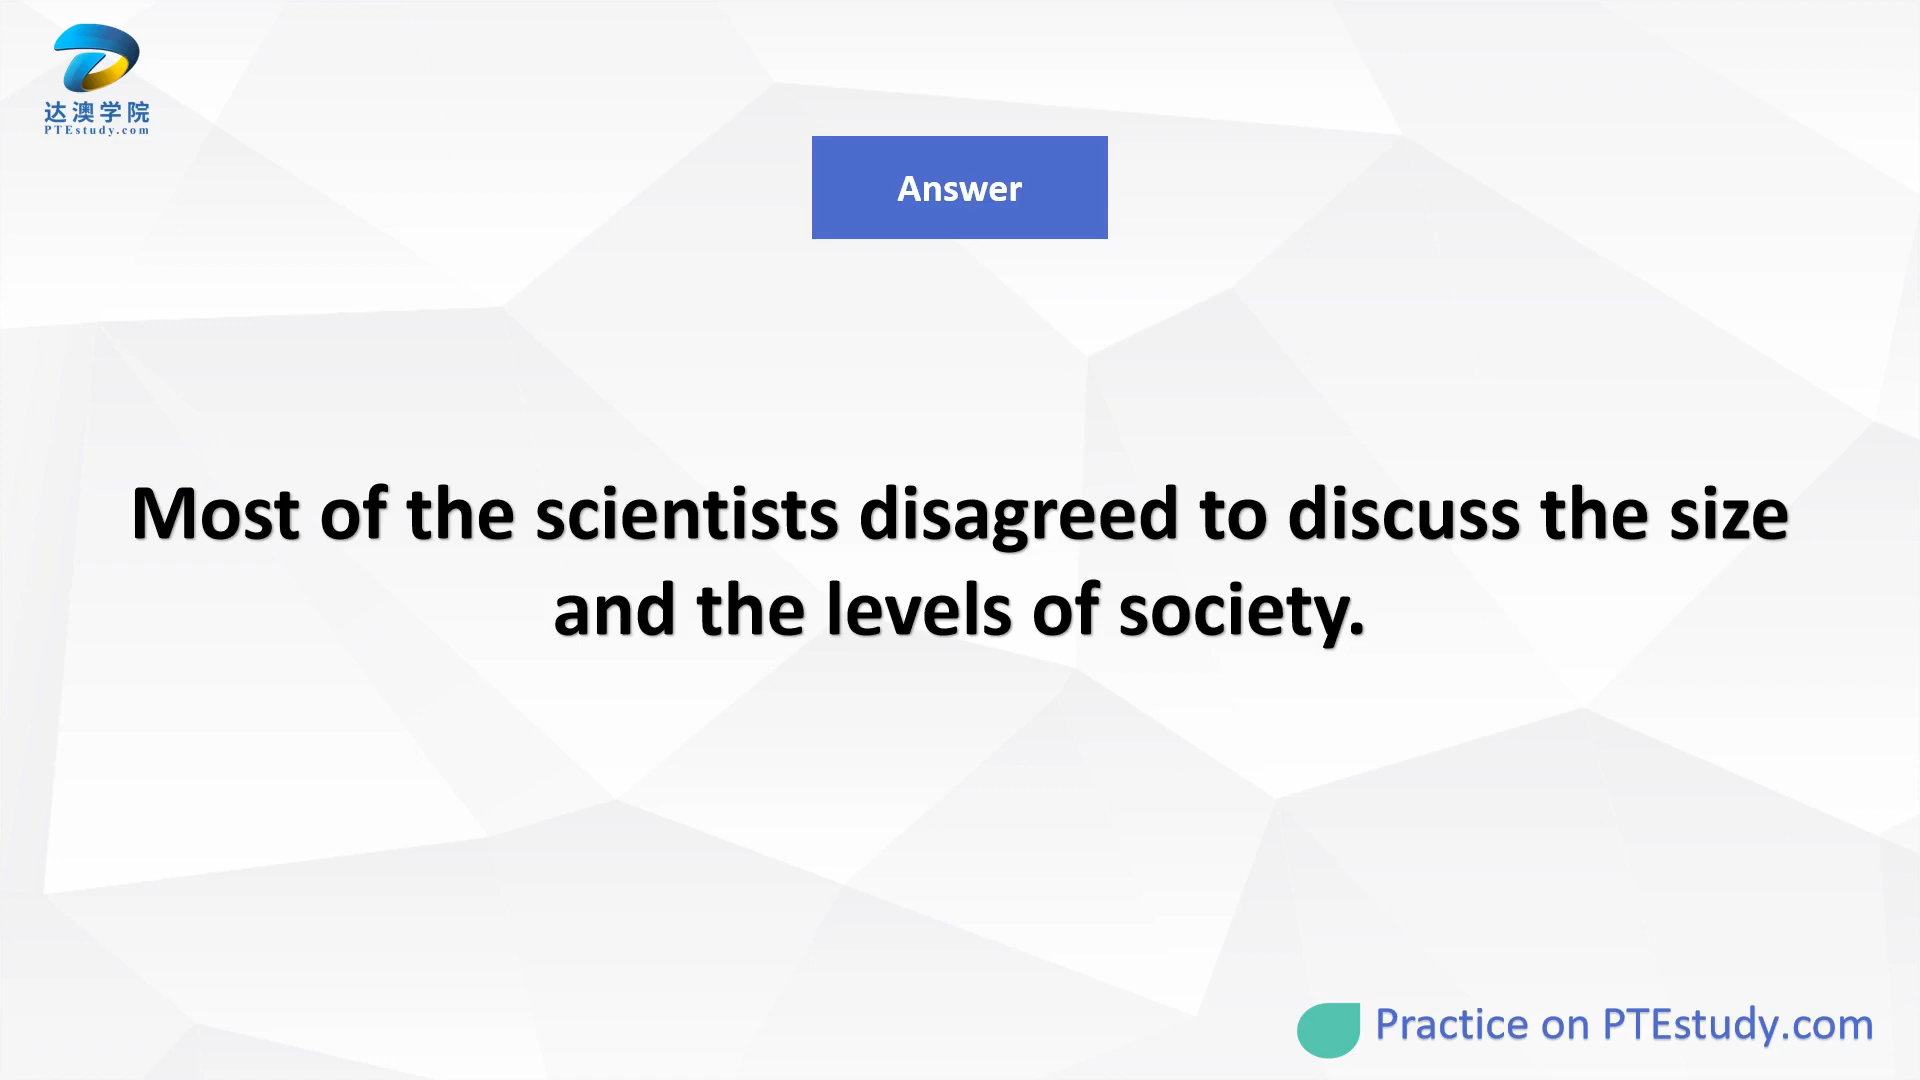 达澳学院
PTEstudy.com
Answer
Most of the scientists disagreed to discuss the size
and the levels of society.
Practice on PTEstudy.com